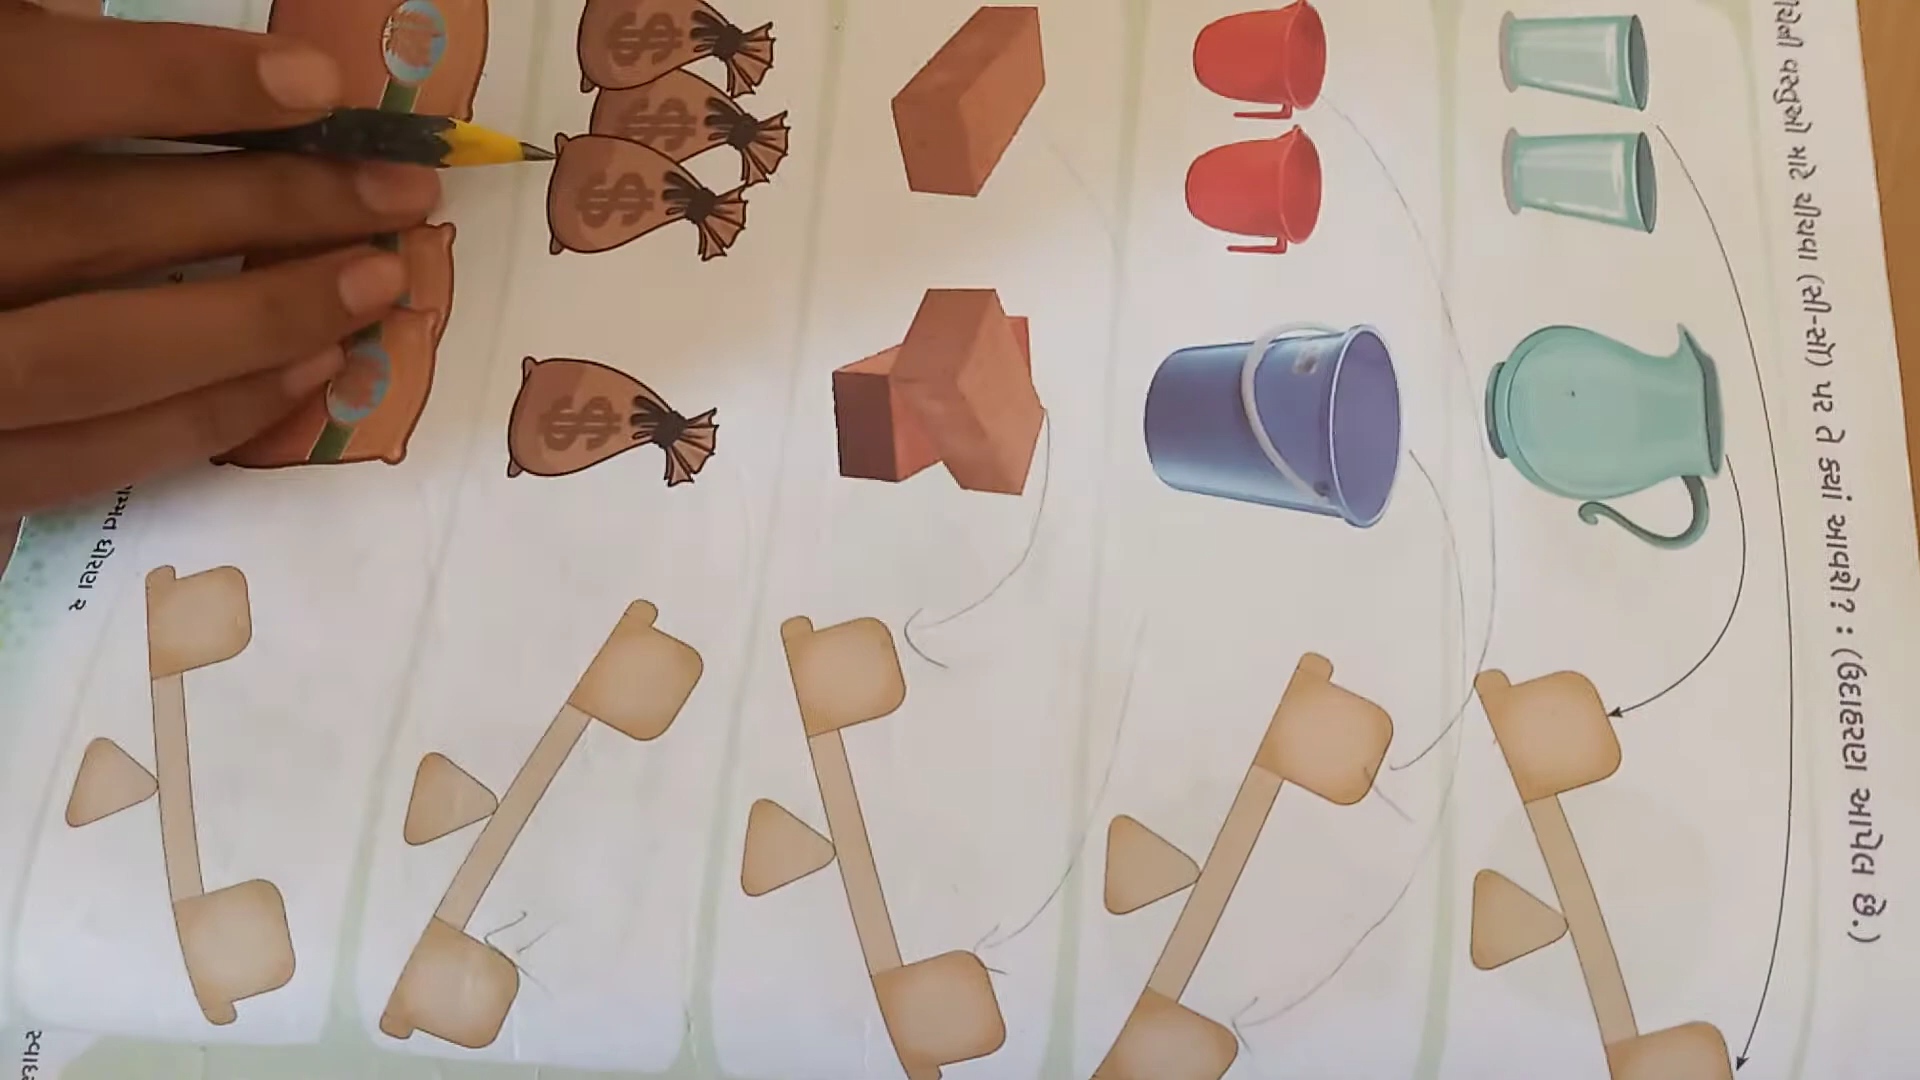 વસ્તુઓ માટે ચીચવા (સી-સૉ) પર તે ક્યાં આવશે? : (ઉદાહરણ આપેલ છે.)
$
$
$
$
ધોરણ ૨